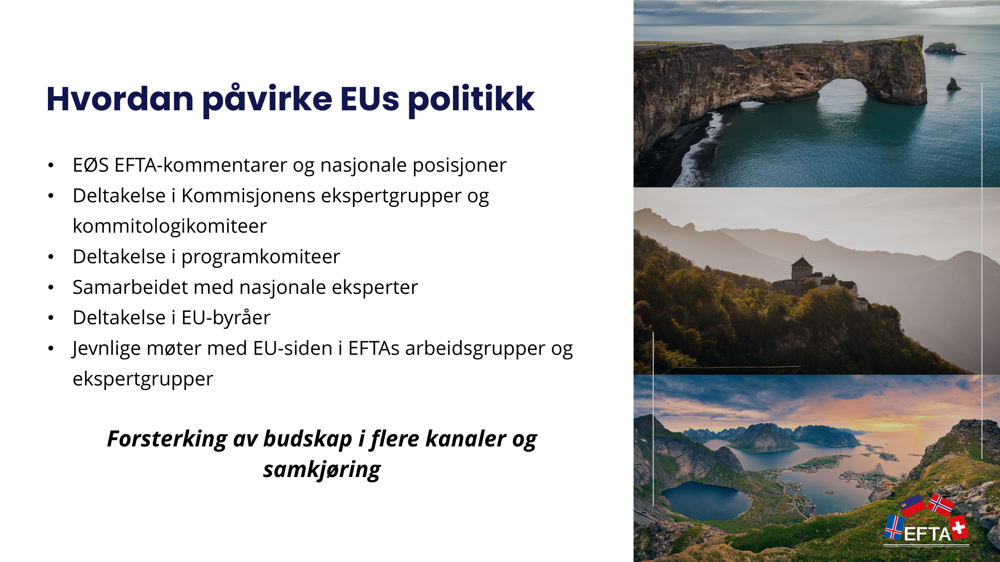 Hvordan påvirke EUs politikk
• EØS EFTA-kommentarer og nasjonale posisjoner
• Deltakelse i Kommisjonens ekspertgrupper og
kommitologikomiteer
• Deltakelse i programkomiteer
• Samarbeidet med nasjonale eksperter
• Deltakelse i EU-byråer
• Jevnlige møter med EU-siden i EFTAs arbeidsgrupper og
ekspertgrupper
Forsterking av budskap i flere kanaler og
samkjøring
EFTA